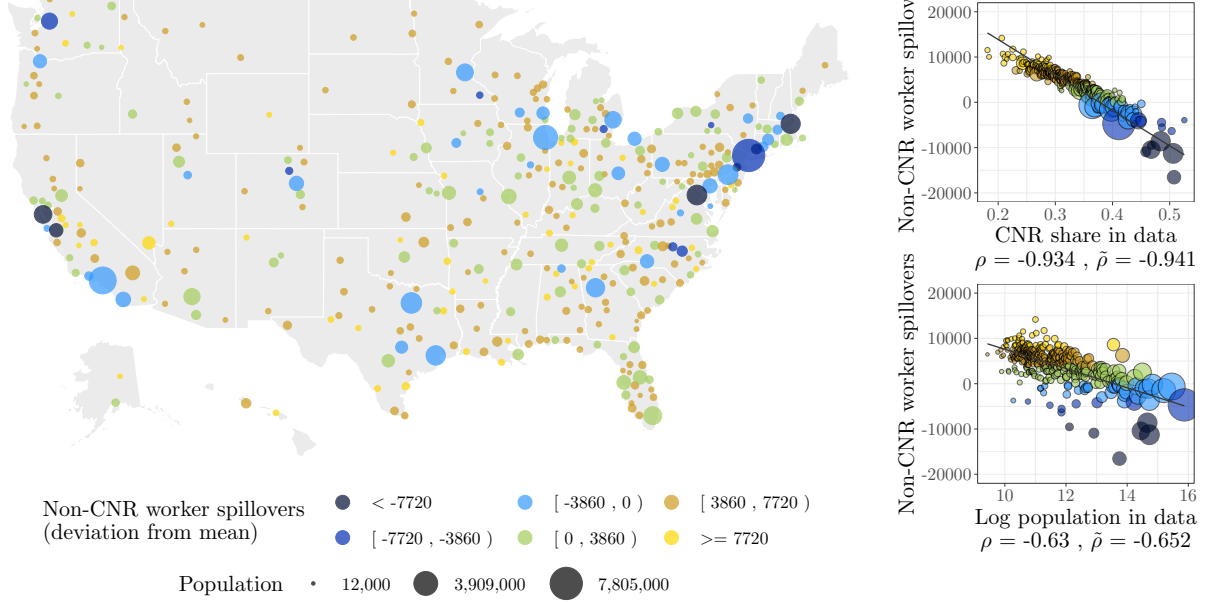 Non-CNR worker spillovers
(deviation from mean)
< -7720
[ -3860 , 0 )
[ 3860 , 7720 )
[ -7720 , -3860 )
[ 0 , 3860 )
>= 7720
Population
12,000
3,909,000
7,805,000
Non-CNR worker spillov
20000
10000
0
-10000
-20000
0.2
0.3
0.4
0.5
CNR share in data
ρ = -0.934 , ρ̃ = -0.941
Non-CNR worker spillovers
20000
10000
0
-10000
-20000
10
12
14
16
Log population in data
ρ = -0.63 , ρ̃ = -0.652